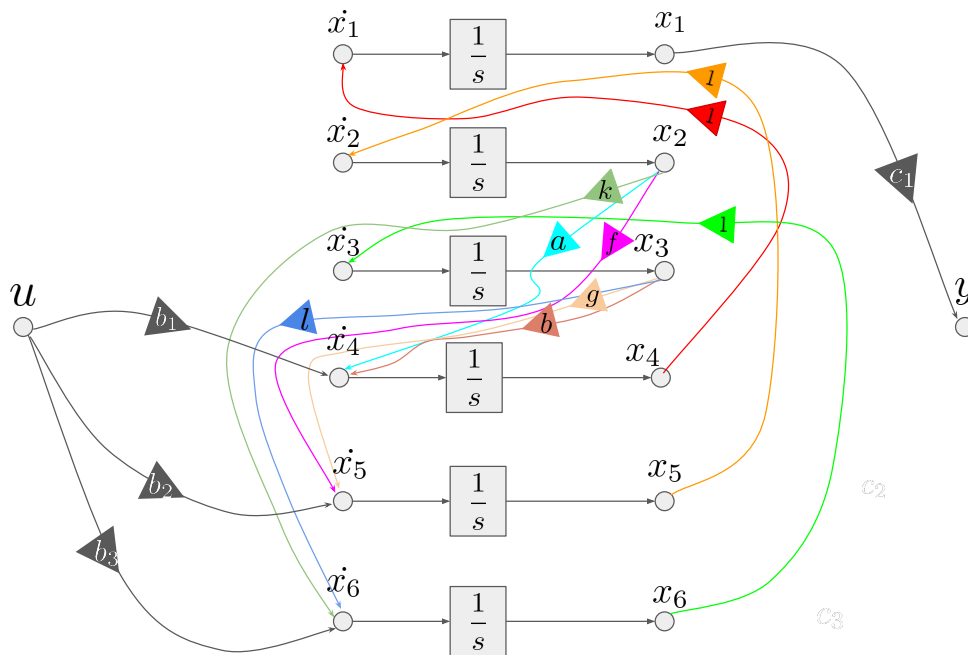 ẋ₁ 1/s x₁
1
1
ẋ₂ 1/s x₂
k
c₁
a f
1
ẋ₃ 1/s x₃
u y
g
b₁ l b
ẋ₄ 1/s x₄
ẋ₅ 1/s x₅
b₂ c₂
b₃
ẋ₆ 1/s x₆
c₃